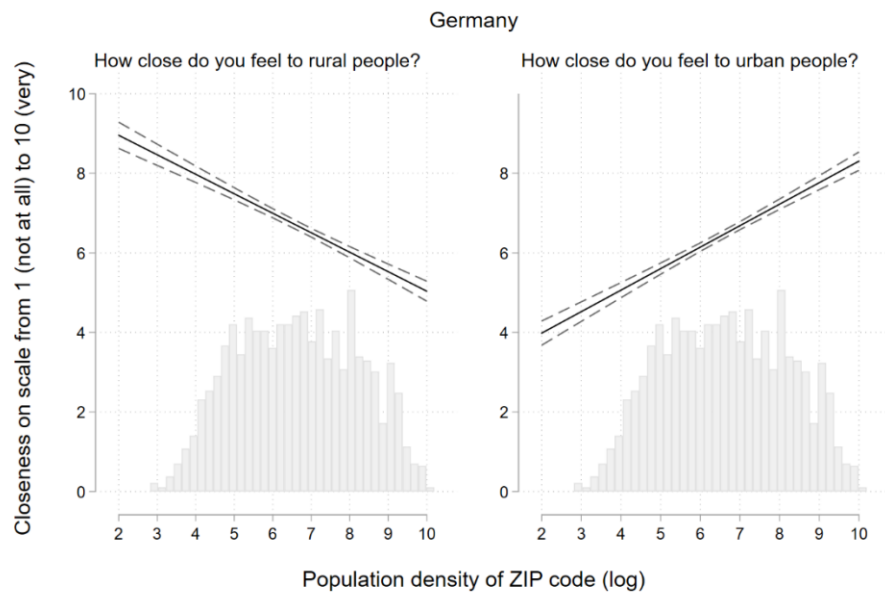 Germany
How close do you feel to rural people?
How close do you feel to urban people?
Closeness on scale from 1 (not at all) to 10 (very)
10
8
6
4
2
0
2 3 4 5 6 7 8 9 10
8
6
4
2
0
2 3 4 5 6 7 8 9 10
Population density of ZIP code (log)